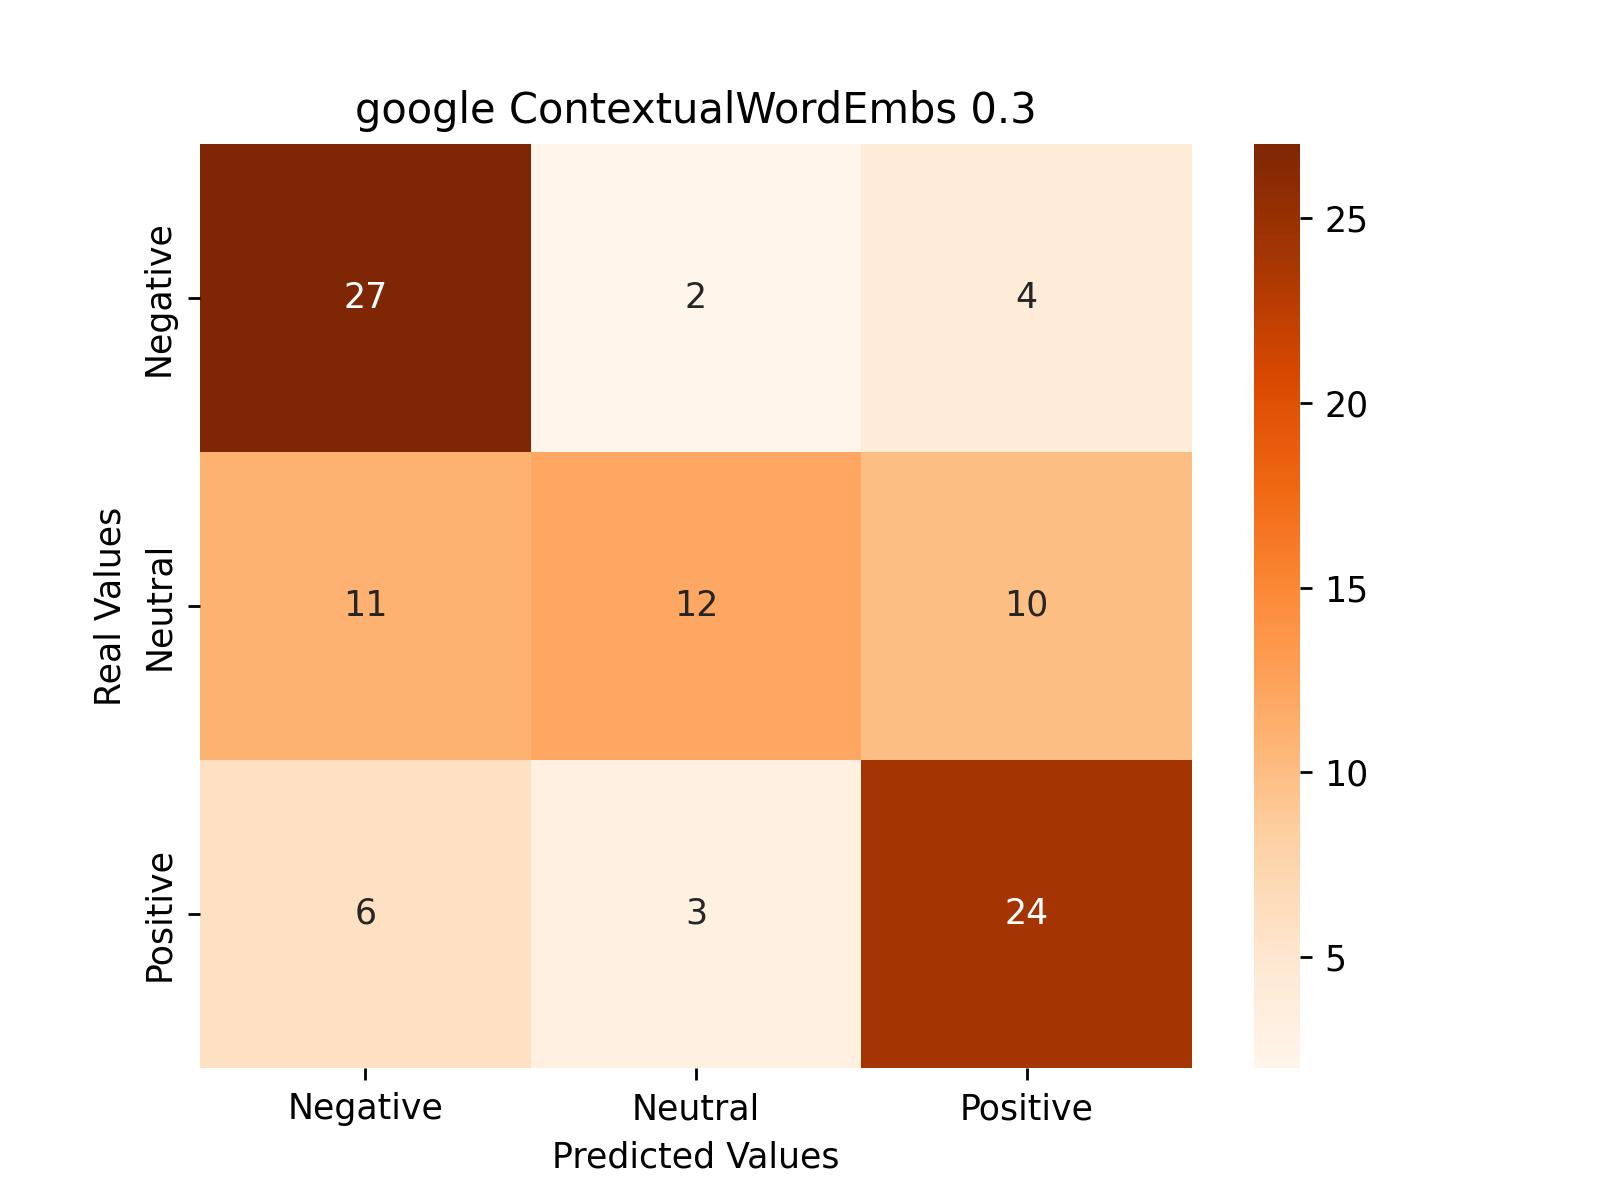 google ContextualWordEmbs 0.3
Real Values
Negative
27
2
4
Neutral
11
12
10
Positive
6
3
24
Negative
Neutral
Positive
Predicted Values
25
20
15
10
5